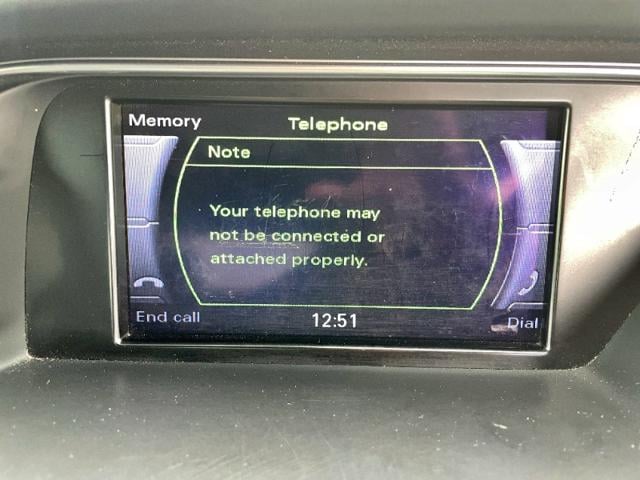 Memory
Telephone
Note
Your telephone may
not be connected or
attached properly.
End call
12:51
Dial